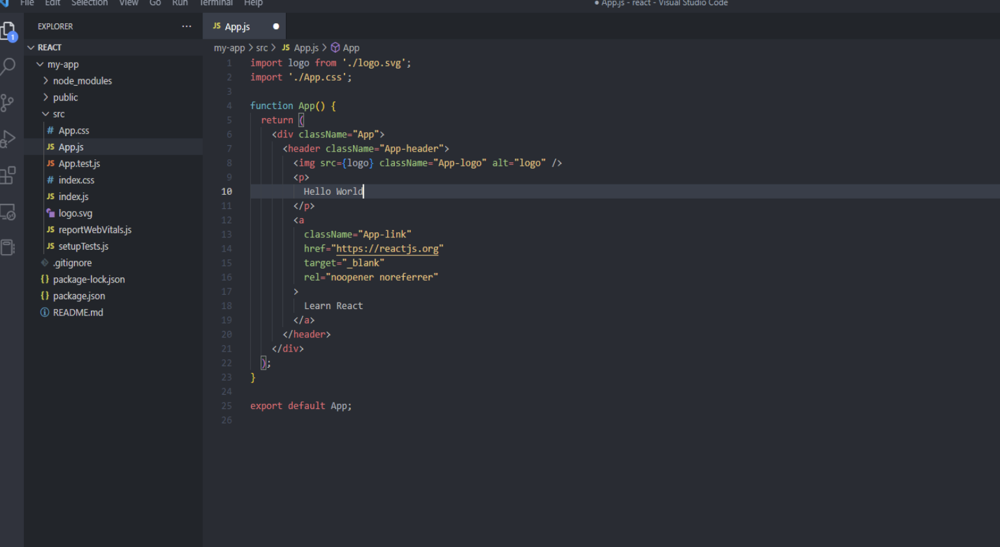 File Edit Selection View Go Run Terminal Help
● App.js - react - Visual Studio Code
EXPLORER ···
JS App.js ●
1
REACT
my-app > src > JS App.js > App
my-app
node_modules
public
src
# App.css
JS App.js
JS App.test.js
# index.css
JS index.js
logo.svg
JS reportWebVitals.js
JS setupTests.js
.gitignore
{} package-lock.json
{} package.json
README.md
1 import logo from './logo.svg';
2 import './App.css';
3
4 function App() {
5 return (
6 <div className="App">
7 <header className="App-header">
8 <img src={logo} className="App-logo" alt="logo" />
9 <p>
10 Hello World
11 </p>
12 <a
13 className="App-link"
14 href="https://reactjs.org"
15 target="_blank"
16 rel="noopener noreferrer"
17 >
18 Learn React
19 </a>
20 </header>
21 </div>
22 );
23 }
24
25 export default App;
26